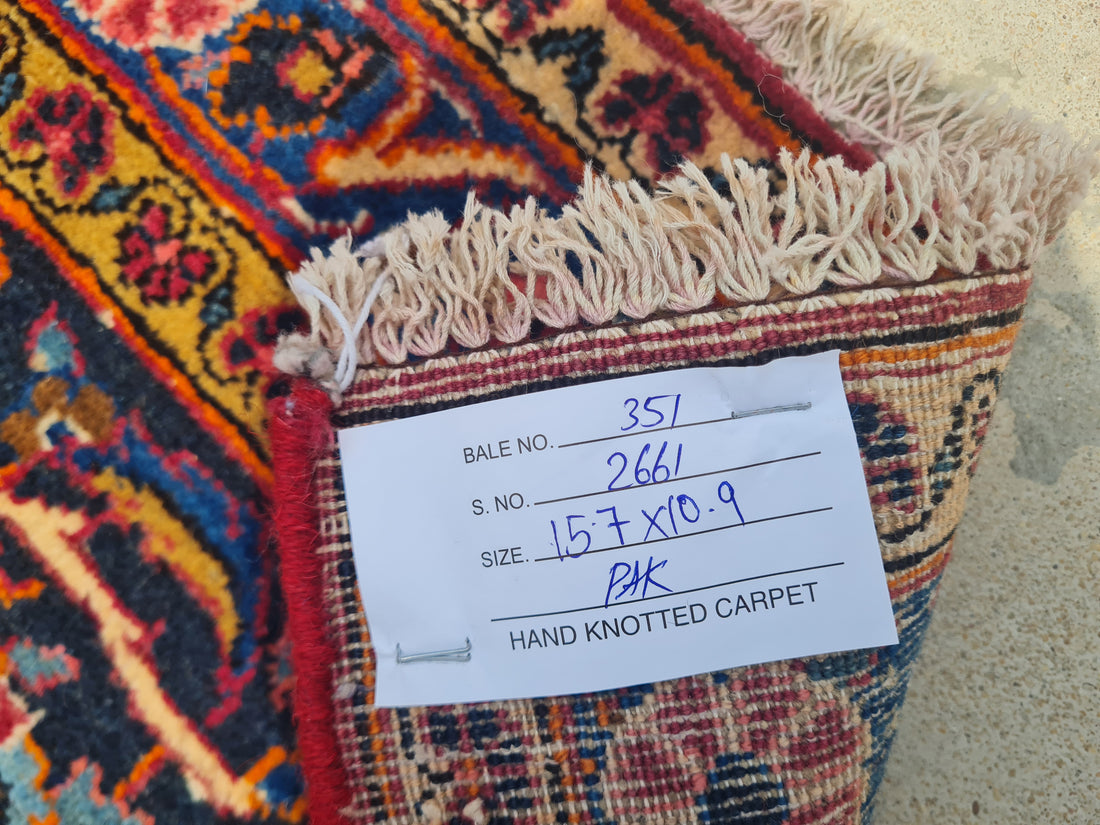 BALE NO. 351
S. NO. 2661
SIZE. 15.7 X 10.9
PAK
HAND KNOTTED CARPET